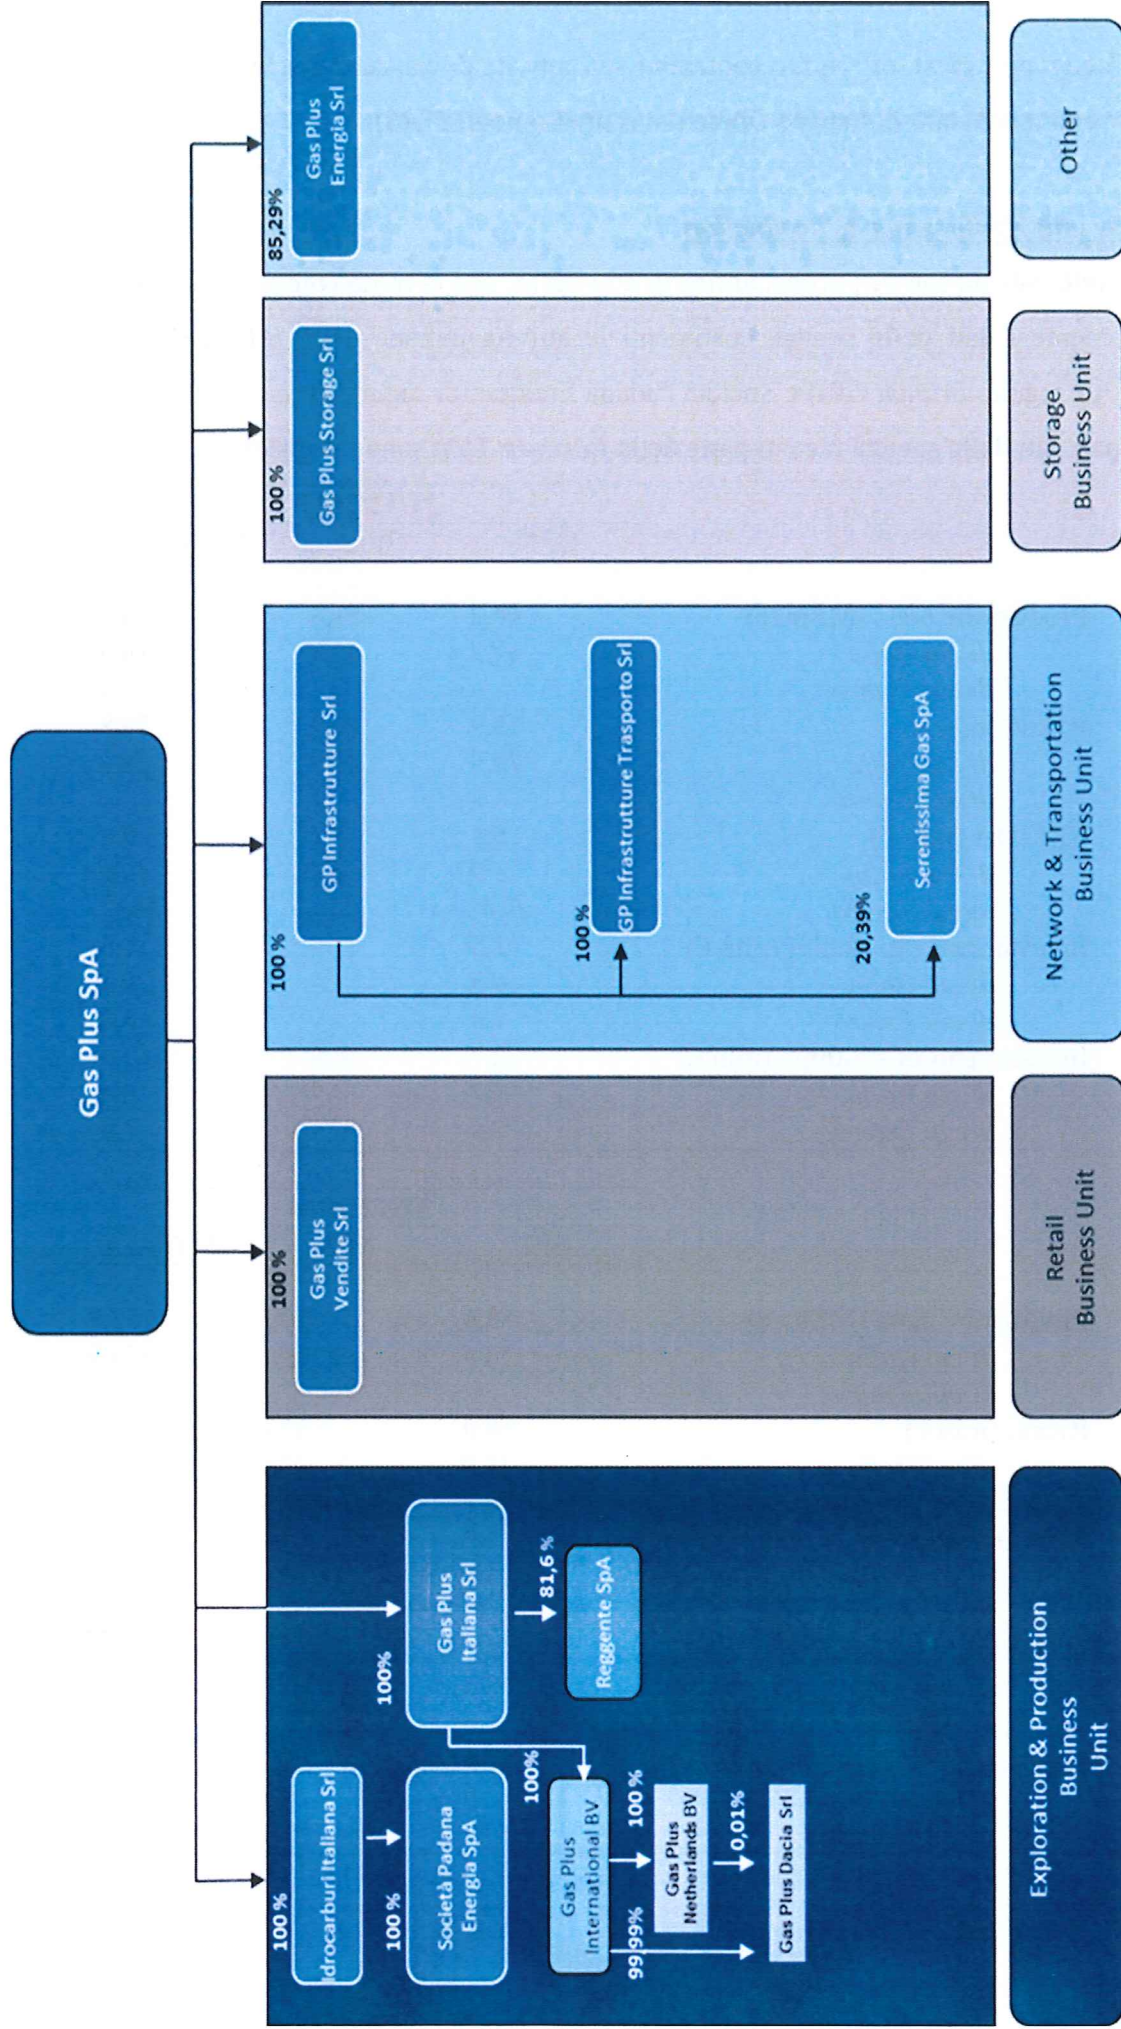 Gas Plus SpA
100 %
Idrocarburi Italiana Srl
100 %
Società Padana
Energia SpA
100%
Gas Plus
Italiana Srl
81,6 %
Reggente SpA
100%
Gas Plus
International BV
100 %
Gas Plus
Netherlands BV
99,99%
0,01%
Gas Plus Dacia Srl
Exploration & Production
Business
Unit
100 %
Gas Plus
Vendite Srl
Retail
Business Unit
100 %
GP Infrastrutture Srl
100 %
GP Infrastrutture Trasporto Srl
20,39%
Serenissima Gas SpA
Network & Transportation
Business Unit
100 %
Gas Plus Storage Srl
Storage
Business Unit
85,29%
Gas Plus
Energia Srl
Other